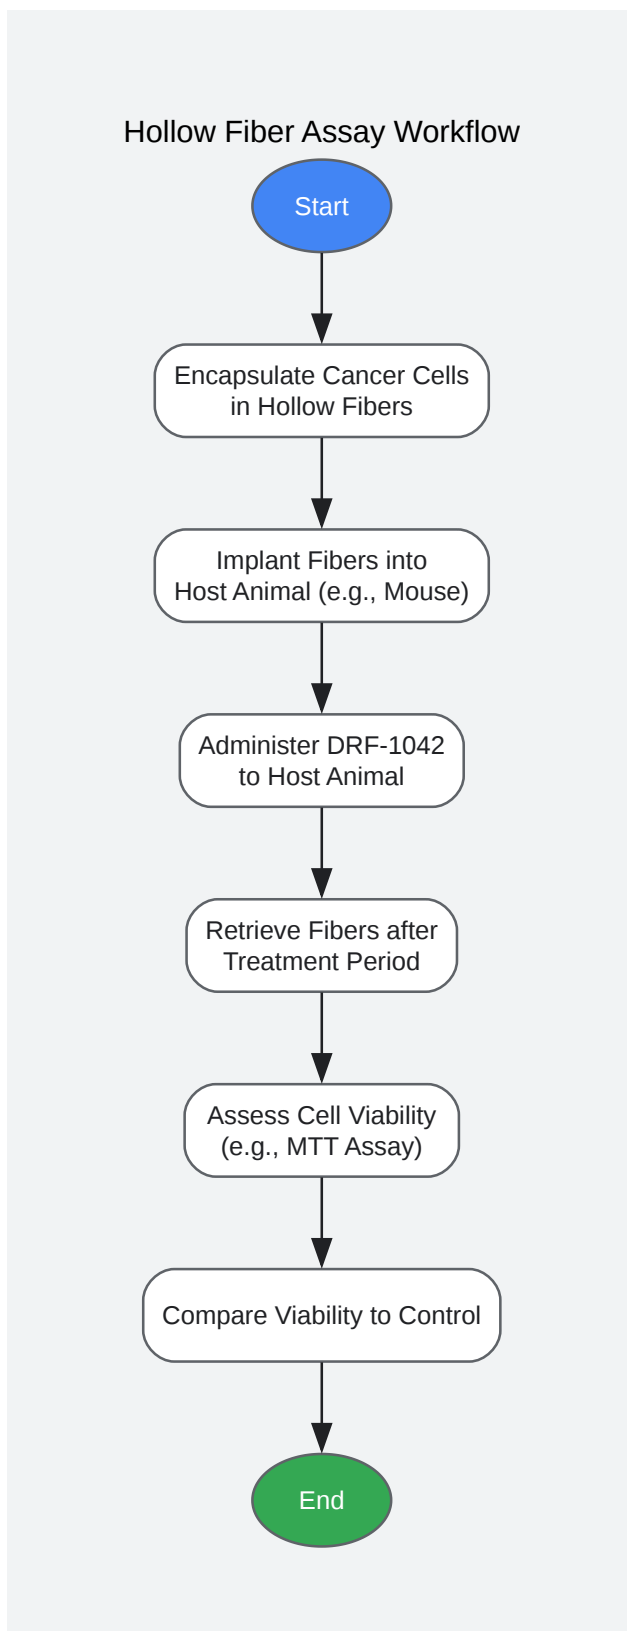 Hollow Fiber Assay Workflow
Start
Encapsulate Cancer Cells
in Hollow Fibers
Implant Fibers into
Host Animal (e.g., Mouse)
Administer DRF-1042
to Host Animal
Retrieve Fibers after
Treatment Period
Assess Cell Viability
(e.g., MTT Assay)
Compare Viability to Control
End